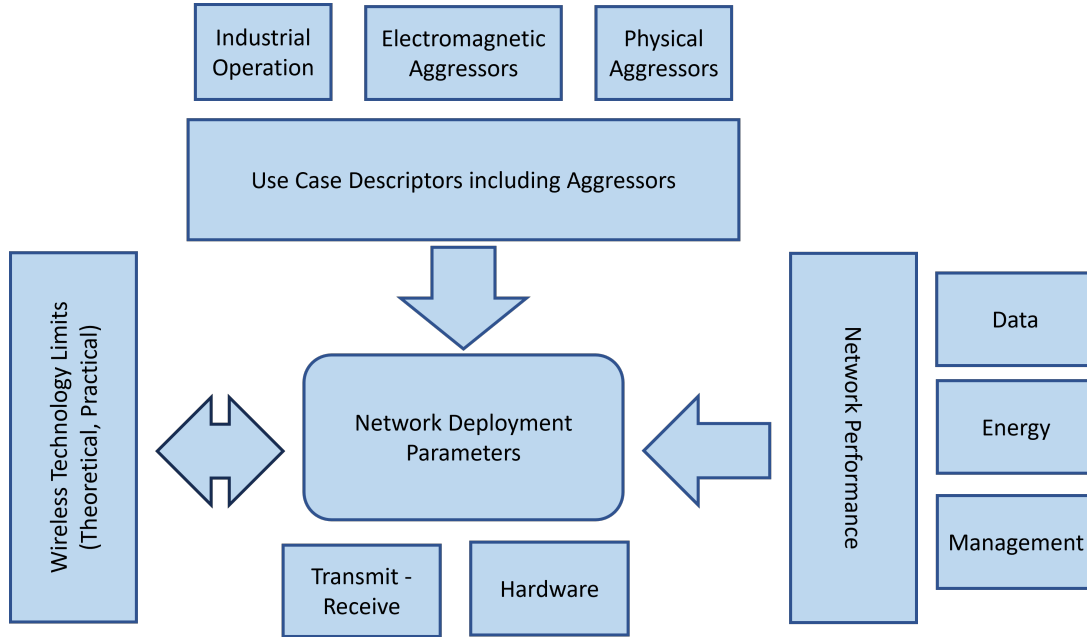 Industrial
Operation
Electromagnetic
Aggressors
Physical
Aggressors
Use Case Descriptors including Aggressors
Wireless Technology Limits
(Theoretical, Practical)
Network Deployment
Parameters
Network Performance
Data
Energy
Management
Transmit -
Receive
Hardware